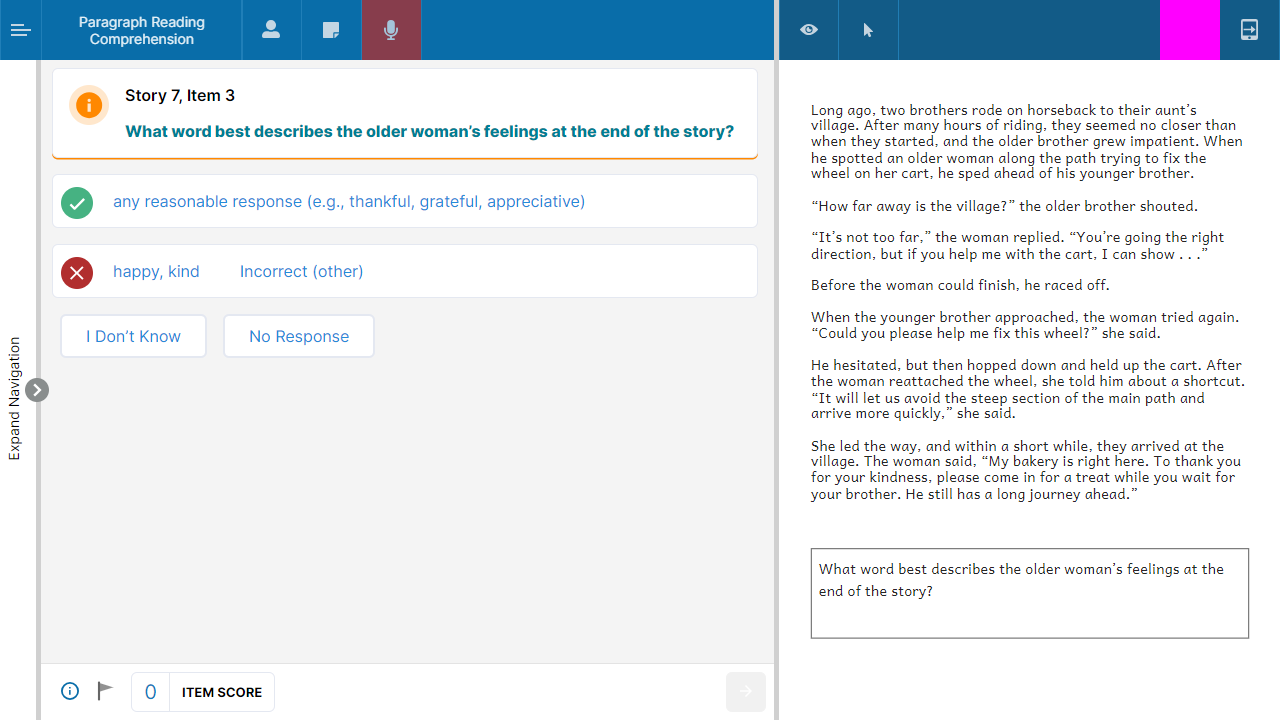 Paragraph Reading
Comprehension
Story 7, Item 3
What word best describes the older woman's feelings at the end of the story?
any reasonable response (e.g., thankful, grateful, appreciative)
happy, kind Incorrect (other)
I Don't Know No Response
Expand Navigation
0 ITEM SCORE
Long ago, two brothers rode on horseback to their aunt's
village. After many hours of riding, they seemed no closer than
when they started, and the older brother grew impatient. When
he spotted an older woman along the path trying to fix the
wheel on her cart, he sped ahead of his younger brother.
“How far away is the village?” the older brother shouted.
“It's not too far,” the woman replied. “You're going the right
direction, but if you help me with the cart, I can show . . .”
Before the woman could finish, he raced off.
When the younger brother approached, the woman tried again.
“Could you please help me fix this wheel?” she said.
He hesitated, but then hopped down and held up the cart. After
the woman reattached the wheel, she told him about a shortcut.
“It will let us avoid the steep section of the main path and
arrive more quickly,” she said.
She led the way, and within a short while, they arrived at the
village. The woman said, “My bakery is right here. To thank you
for your kindness, please come in for a treat while you wait for
your brother. He still has a long journey ahead.”
What word best describes the older woman's feelings at the
end of the story?